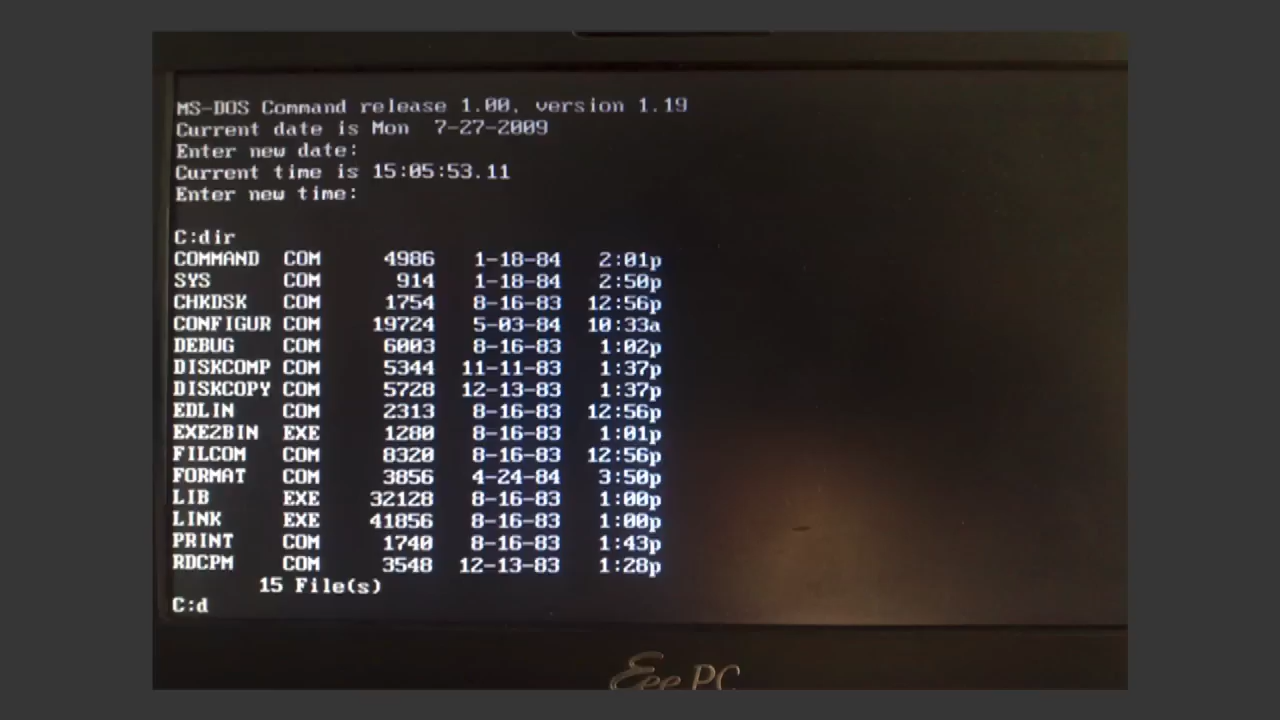 MS-DOS Command release 1.00, version 1.19
Current date is Mon  7-27-2009
Enter new date:
Current time is 15:05:53.11
Enter new time:
C:dir
COMMAND  COM     4986   1-18-84   2:01p
SYS      COM      914   1-18-84   2:50p
CHKDSK   COM     1754   8-16-83  12:56p
CONFIGUR COM    19724   5-03-84  10:33a
DEBUG    COM     6003   8-16-83   1:02p
DISKCOMP COM     5344  11-11-83   1:37p
DISKCOPY COM     5728  12-13-83   1:37p
EDLIN    COM     2313   8-16-83  12:56p
EXE2BIN  EXE     1280   8-16-83   1:01p
FILCOM   COM     8320   8-16-83  12:56p
FORMAT   COM     3856   4-24-84   3:50p
LIB      EXE    32128   8-16-83   1:00p
LINK     EXE    41856   8-16-83   1:00p
PRINT    COM     1740   8-16-83   1:43p
RDCPM    COM     3548  12-13-83   1:28p
15 File(s)
C:d
Eee PC